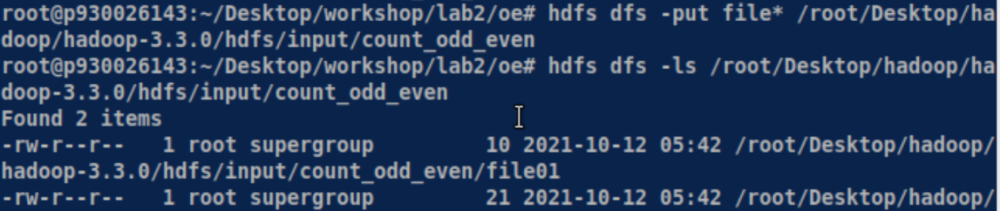 root@p930026143:~/Desktop/workshop/lab2/oe# hdfs dfs -put file* /root/Desktop/ha
doop/hadoop-3.3.0/hdfs/input/count_odd_even
root@p930026143:~/Desktop/workshop/lab2/oe# hdfs dfs -ls /root/Desktop/hadoop/ha
doop-3.3.0/hdfs/input/count_odd_even
Found 2 items
-rw-r--r--   1 root supergroup         10 2021-10-12 05:42 /root/Desktop/hadoop/
hadoop-3.3.0/hdfs/input/count_odd_even/file01
-rw-r--r--   1 root supergroup         21 2021-10-12 05:42 /root/Desktop/hadoop/